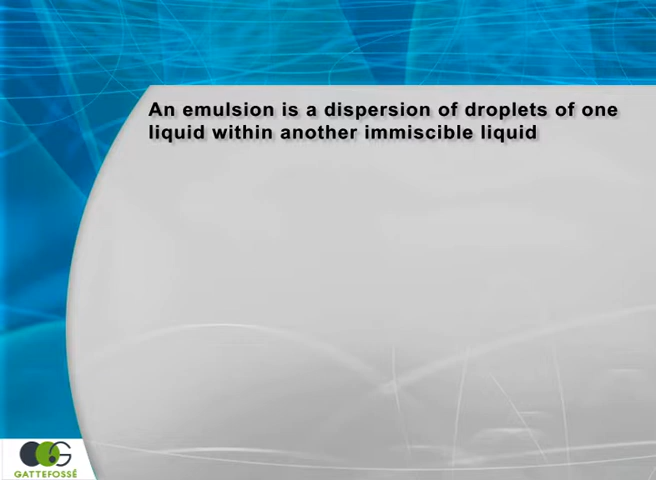 An emulsion is a dispersion of droplets of one
liquid within another immiscible liquid
GATTEFOSSÉ